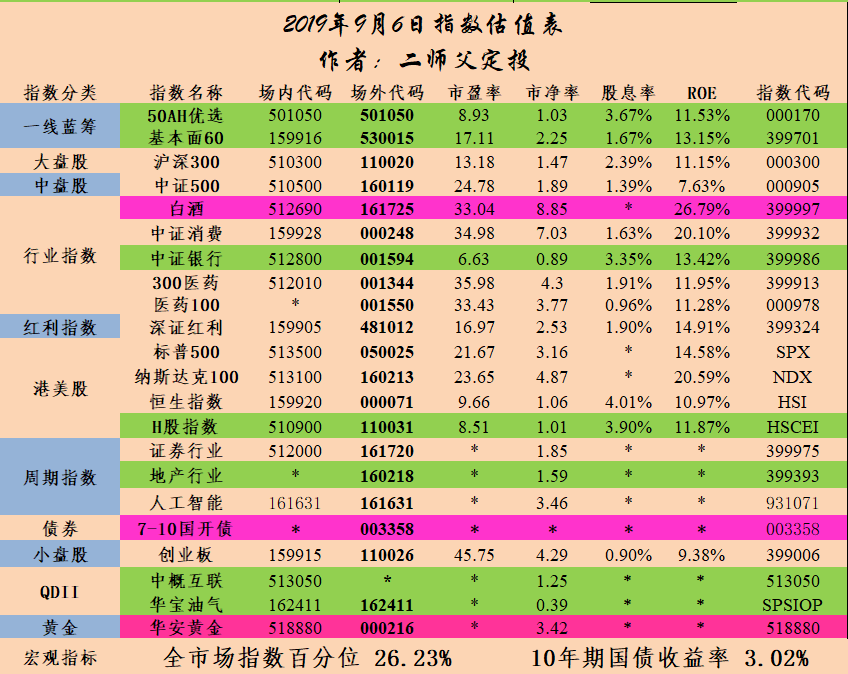 2019年9月6日指数估值表
作者：二师父定投
指数分类 指数名称 场内代码 场外代码 市盈率 市净率 股息率 ROE 指数代码
一线蓝筹 50AH优选 501050 501050 8.93 1.03 3.67% 11.53% 000170
基本面60 159916 530015 17.11 2.25 1.67% 13.15% 399701
大盘股 沪深300 510300 110020 13.18 1.47 2.39% 11.15% 000300
中盘股 中证500 510500 160119 24.78 1.89 1.39% 7.63% 000905
行业指数 白酒 512690 161725 33.04 8.85 * 26.79% 399997
中证消费 159928 000248 34.98 7.03 1.63% 20.10% 399932
中证银行 512800 001594 6.63 0.89 3.35% 13.42% 399986
300医药 512010 001344 35.98 4.3 1.91% 11.95% 399913
医药100 * 001550 33.43 3.77 0.96% 11.28% 000978
红利指数 深证红利 159905 481012 16.97 2.53 1.90% 14.91% 399324
港美股 标普500 513500 050025 21.67 3.16 * 14.58% SPX
纳斯达克100 513100 160213 23.65 4.87 * 20.59% NDX
恒生指数 159920 000071 9.66 1.06 4.01% 10.97% HSI
H股指数 510900 110031 8.51 1.01 3.90% 11.87% HSCEI
周期指数 证券行业 512000 161720 * 1.85 * * 399975
地产行业 * 160218 * 1.59 * * 399393
人工智能 161631 161631 * 3.46 * * 931071
债券 7-10国开债 * 003358 * * * * 003358
小盘股 创业板 159915 110026 45.75 4.29 0.90% 9.38% 399006
QDII 中概互联 513050 * * 1.25 * * 513050
华宝油气 162411 162411 * 0.39 * * SPSIOP
黄金 华安黄金 518880 000216 * 3.42 * * 518880
宏观指标 全市场指数百分位 26.23% 10年期国债收益率 3.02%